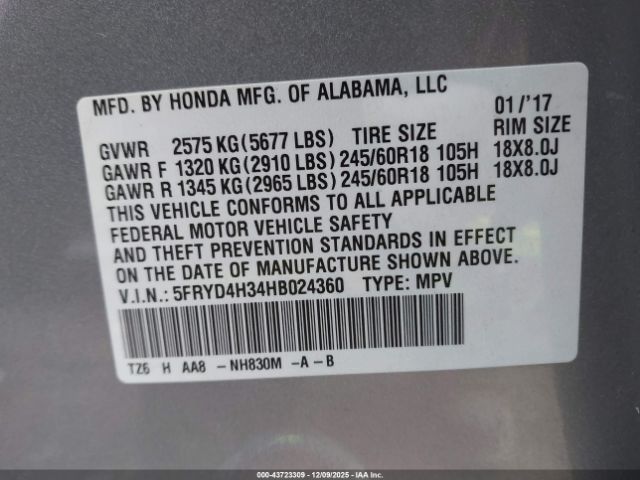 MFD. BY HONDA MFG. OF ALABAMA, LLC 01/'17
GVWR 2575 KG(5677 LBS) TIRE SIZE RIM SIZE
GAWR F 1320 KG(2910 LBS) 245/60R18 105H 18X8.0J
GAWR R 1345 KG(2965 LBS) 245/60R18 105H 18X8.0J
THIS VEHICLE CONFORMS TO ALL APPLICABLE
FEDERAL MOTOR VEHICLE SAFETY
AND THEFT PREVENTION STANDARDS IN EFFECT
ON THE DATE OF MANUFACTURE SHOWN ABOVE.
V.I.N.: 5FRYD4H34HB024360 TYPE: MPV
TZ6 H AA8 - NH830M -A-B
000-43723309 - 12/09/2025 - IAAI.COM